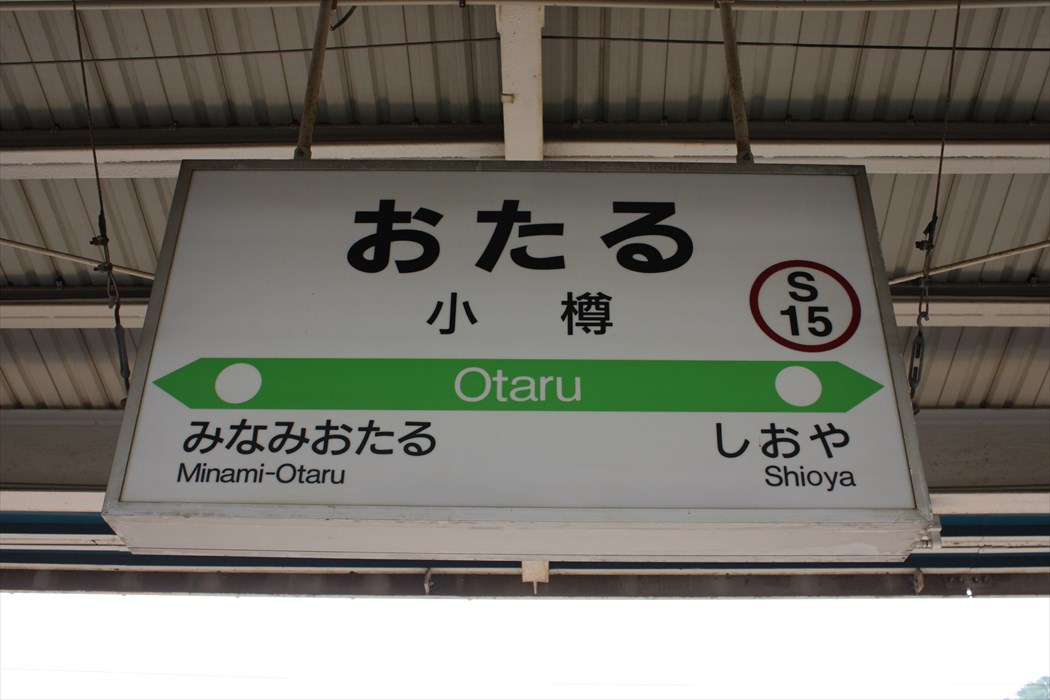 おたる
小樽
S
15
Otaru
みなみおたる
Minami-Otaru
しおや
Shioya